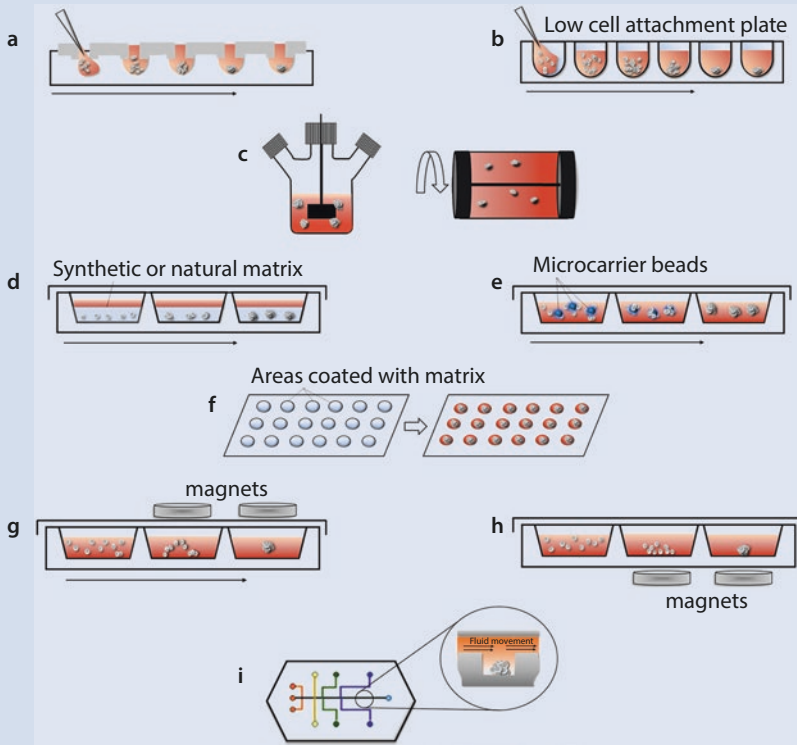 a
b
Low cell attachment plate
c
d
Synthetic or natural matrix
e
Microcarrier beads
Areas coated with matrix
f
g
magnets
h
magnets
i
Fluid movement